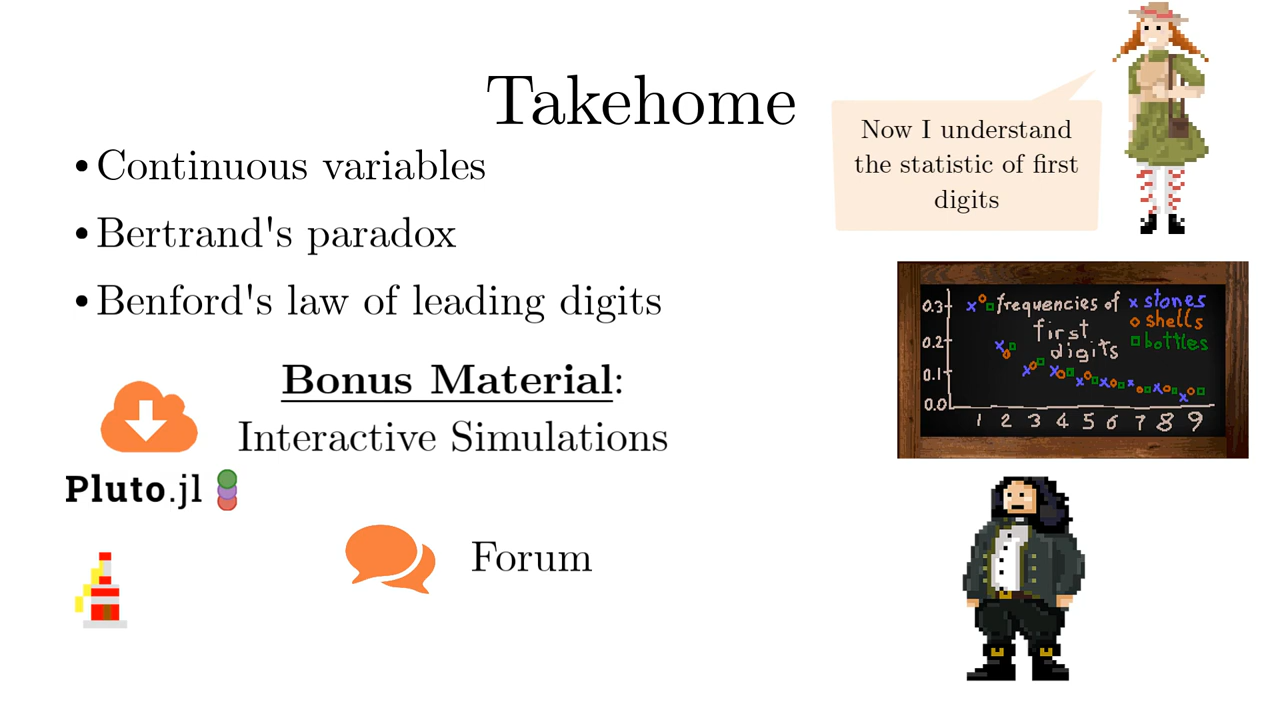 Takehome
Now I understand
the statistic of first
digits
• Continuous variables
• Bertrand's paradox
• Benford's law of leading digits
0.3 frequencies of x stones
first ◇ shells
0.2 digits □ bottles
0.1
0.0
1 2 3 4 5 6 7 8 9
Bonus Material:
Interactive Simulations
Pluto.jl
Forum